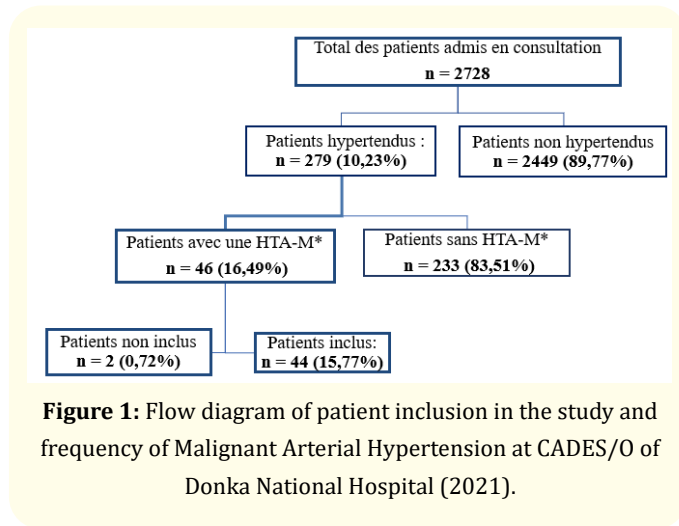 Total des patients admis en consultation
n = 2728
Patients hypertendus :
n = 279 (10,23%)
Patients non hypertendus
n = 2449 (89,77%)
Patients avec une HTA-M*
n = 46 (16,49%)
Patients sans HTA-M*
n = 233 (83,51%)
Patients non inclus
n = 2 (0,72%)
Patients inclus:
n = 44 (15,77%)
Figure 1: Flow diagram of patient inclusion in the study and
frequency of Malignant Arterial Hypertension at CADES/O of
Donka National Hospital (2021).